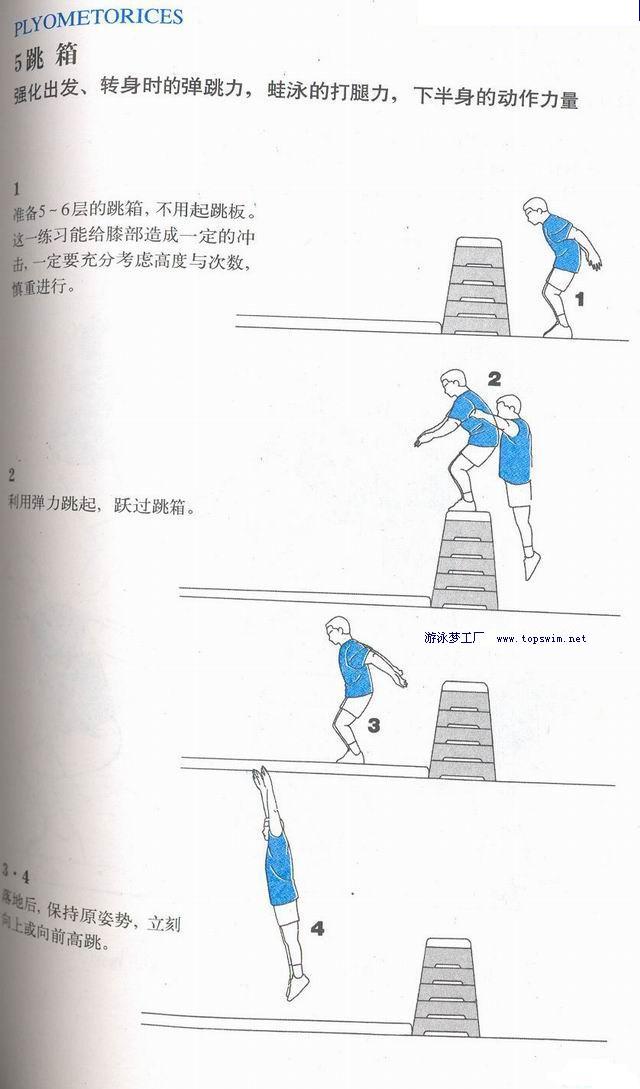 PLYOMETORICES
5跳 箱
强化出发、转身时的弹跳力，蛙泳的打腿力，下半身的动作力量
1
准备5~6层的跳箱，不用起跳板。
这一练习能给膝部造成一定的冲
击，一定要充分考虑高度与次数，
慎重进行。
1
2
2
利用弹力跳起，跃过跳箱。
游泳梦工厂 www.topswim.net
3
3·4
落地后，保持原姿势，立刻
向上或向前高跳。
4